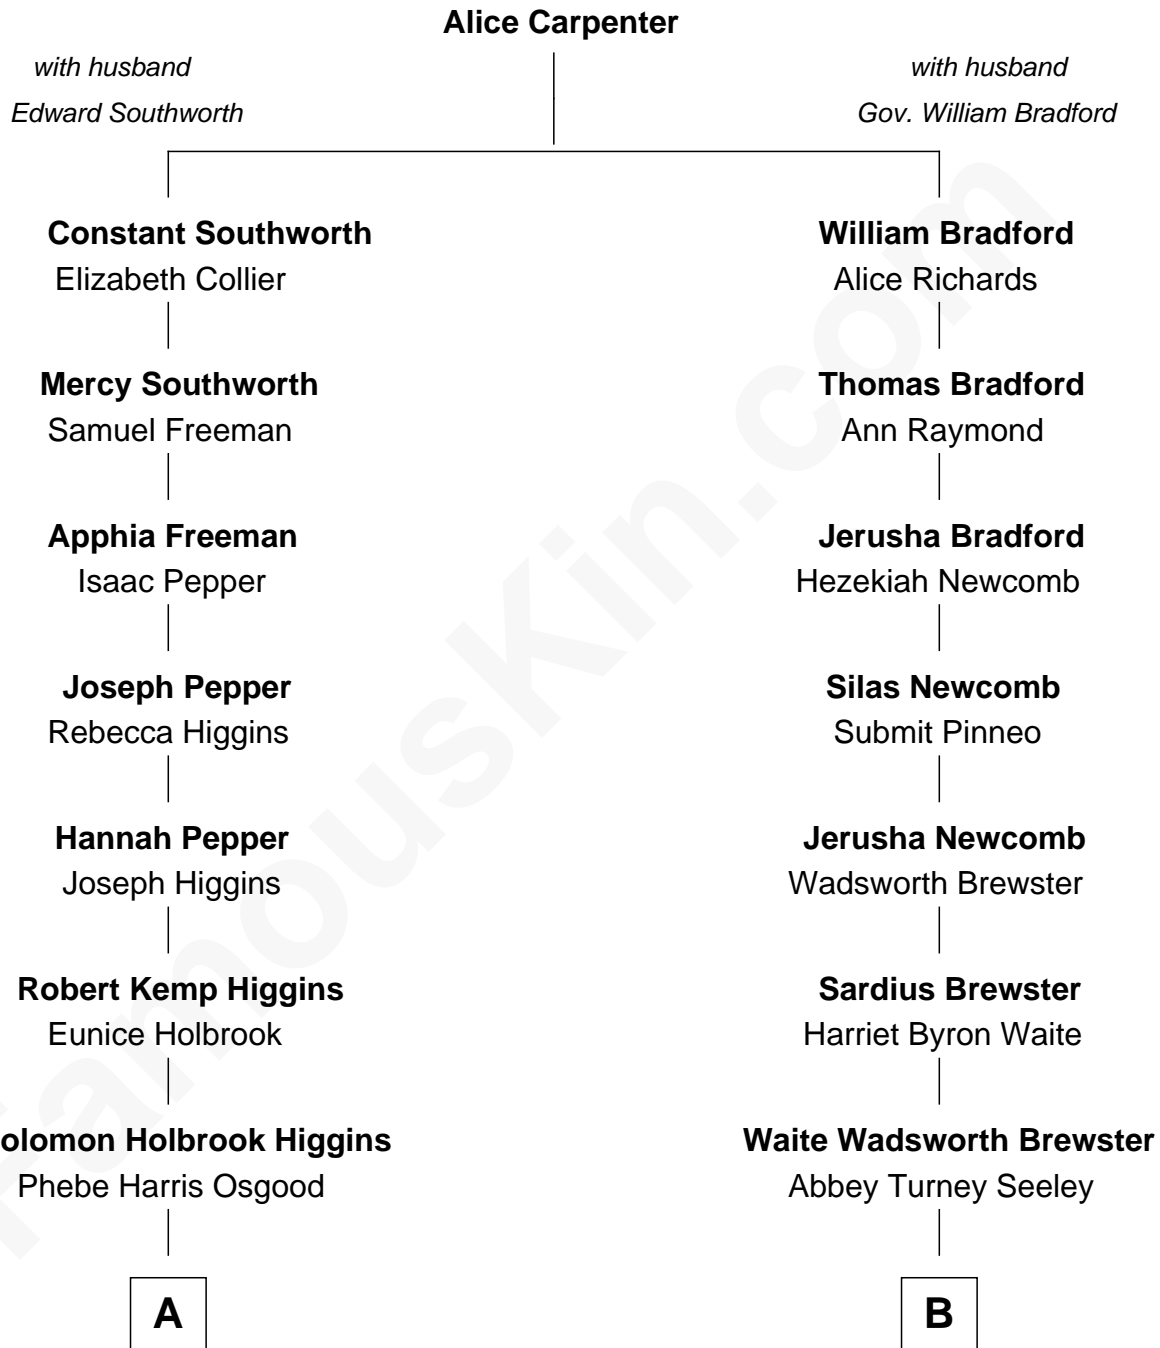 Alice Carpenter
with husband
Edward Southworth
with husband
Gov. William Bradford
Constant Southworth
Elizabeth Collier
William Bradford
Alice Richards
Mercy Southworth
Samuel Freeman
Thomas Bradford
Ann Raymond
Apphia Freeman
Isaac Pepper
Jerusha Bradford
Hezekiah Newcomb
Joseph Pepper
Rebecca Higgins
Silas Newcomb
Submit Pinneo
Hannah Pepper
Joseph Higgins
Jerusha Newcomb
Wadsworth Brewster
Robert Kemp Higgins
Eunice Holbrook
Sardius Brewster
Harriet Byron Waite
olomon Holbrook Higgins
Phebe Harris Osgood
Waite Wadsworth Brewster
Abbey Turney Seeley
A
B
FamousKin.com